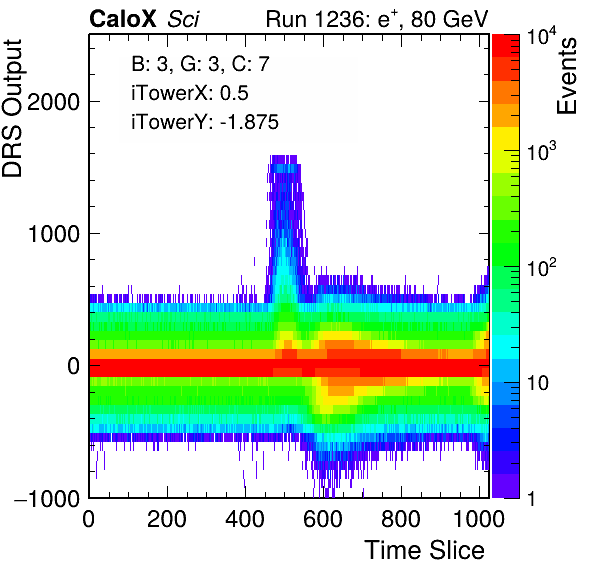 CaloX Sci
Run 1236: e⁺, 80 GeV
B: 3, G: 3, C: 7
iTowerX: 0.5
iTowerY: -1.875
DRS Output
2000
1000
0
−1000
0 200 400 600 800 1000
Time Slice
Events
10⁴
10³
10²
10
1